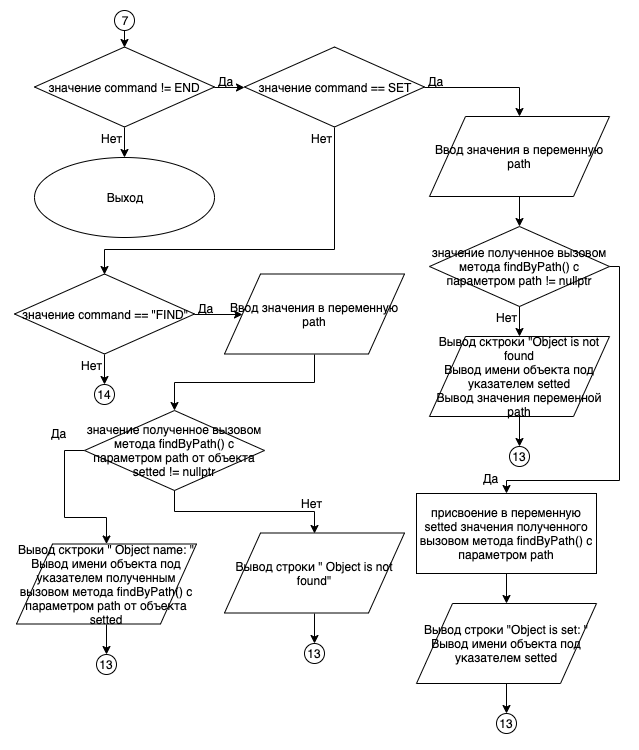 7
значение command != END
Да
значение command == SET
Да
Нет
Нет
Выход
Ввод значения в переменную
path
значение полученное вызовом
метода findByPath() с
параметром path != nullptr
значение command == "FIND"
Да
Ввод значения в переменную
path
Нет
Нет
14
Вывод сктроки "Object is not
found
Вывод имени объекта под
указателем setted
Вывод значения переменной
path
13
значение полученное вызовом
метода findByPath() с
параметром path от объекта
setted != nullptr
Да
Нет
Да
присвоение в переменную
setted значения полученного
вызовом метода findByPath() с
параметром path
Вывод сктроки " Object name: "
Вывод имени объекта под
указателем полученным
вызовом метода findByPath() с
параметром path от объекта
setted
Вывод строки " Object is not
found"
Вывод строки "Object is set: "
Вывод имени объекта под
указателем setted
13
13
13